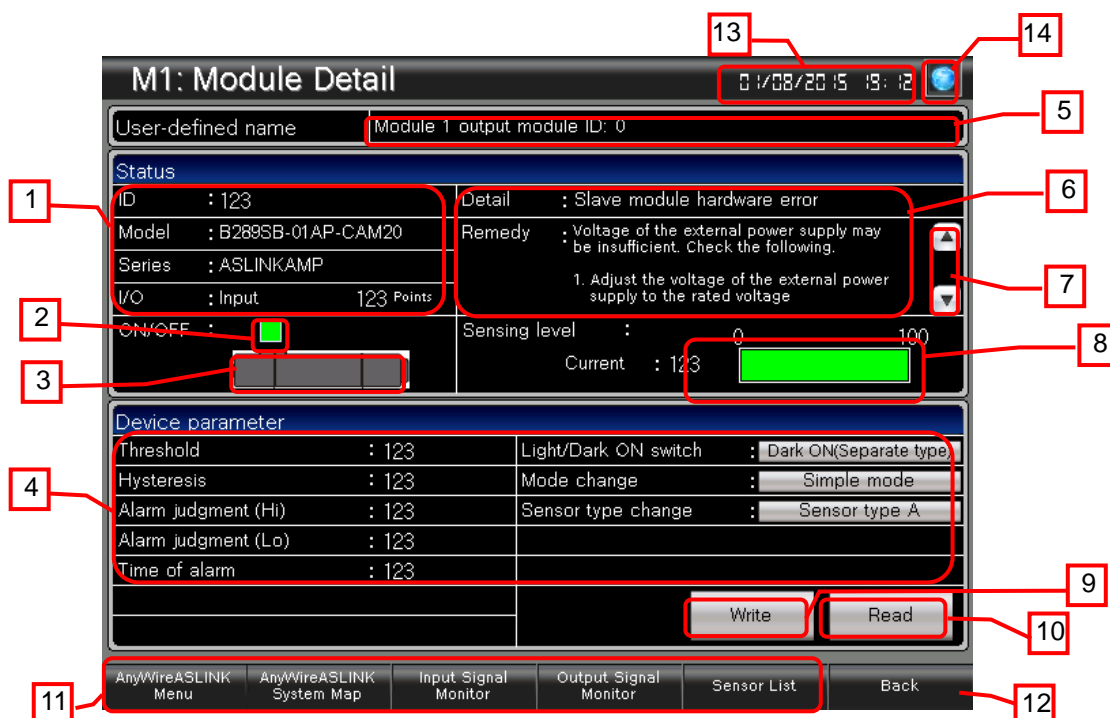 13
14
M1: Module Detail
01/08/2015 19:12
5
User-defined name
Module 1 output module ID: 0
Status
1
6
ID : 123
Detail : Slave module hardware error
Model : B289SB-01AP-CAM20
Remedy : Voltage of the external power supply may
be insufficient. Check the following.
Series : ASLINKAMP
1. Adjust the voltage of the external power
supply to the rated voltage
7
I/O : Input 123 Points
2
ON/OFF :
Sensing level :
0 100
8
3
Current : 123
Device parameter
Threshold : 123
Light/Dark ON switch : Dark ON(Separate type)
4
Hysteresis : 123
Mode change : Simple mode
Alarm judgment (Hi) : 123
Sensor type change : Sensor type A
Alarm judgment (Lo) : 123
Time of alarm : 123
9
Write
Read
10
11
AnyWireASLINK
Menu
AnyWireASLINK
System Map
Input Signal
Monitor
Output Signal
Monitor
Sensor List
Back
12